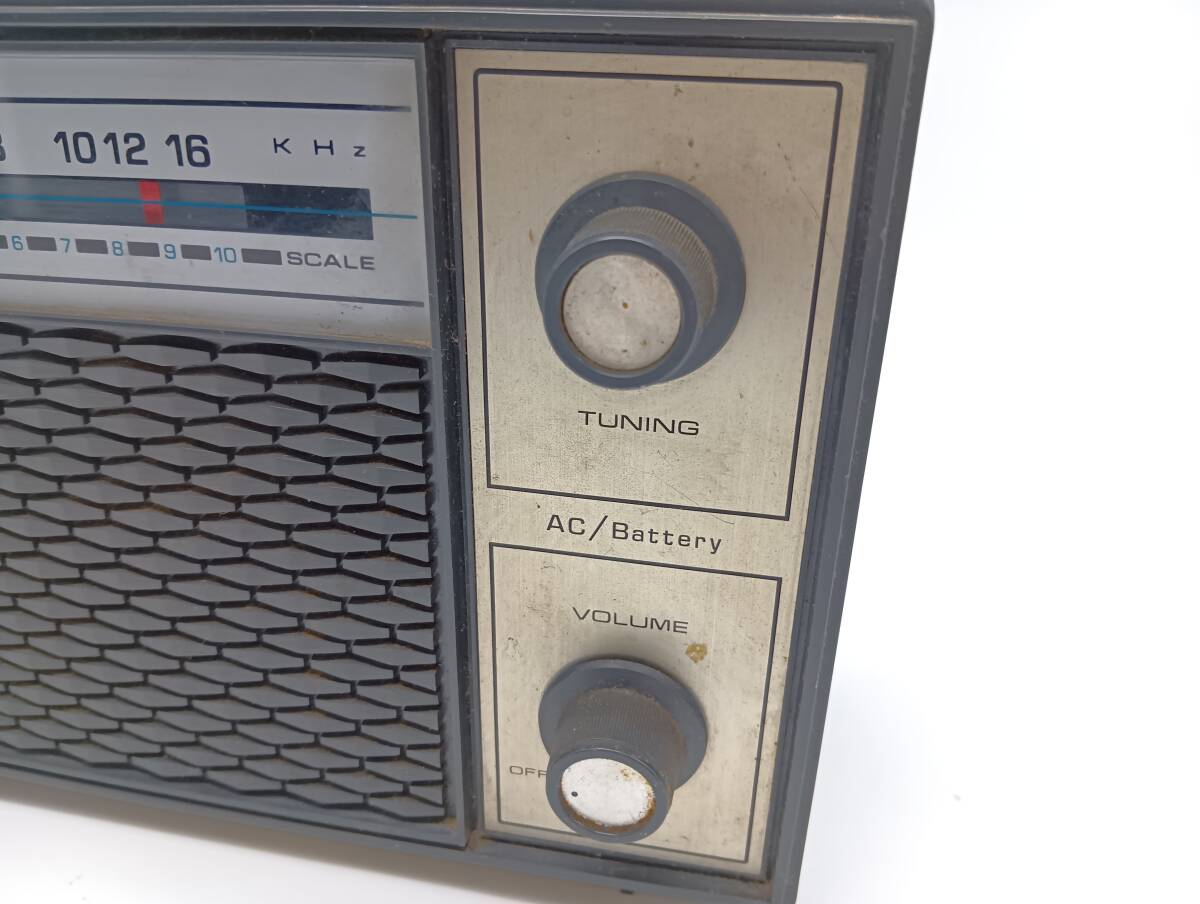 10 12 16 KHz
6 7 8 9 10 SCALE
TUNING
AC/Battery
VOLUME
OFF